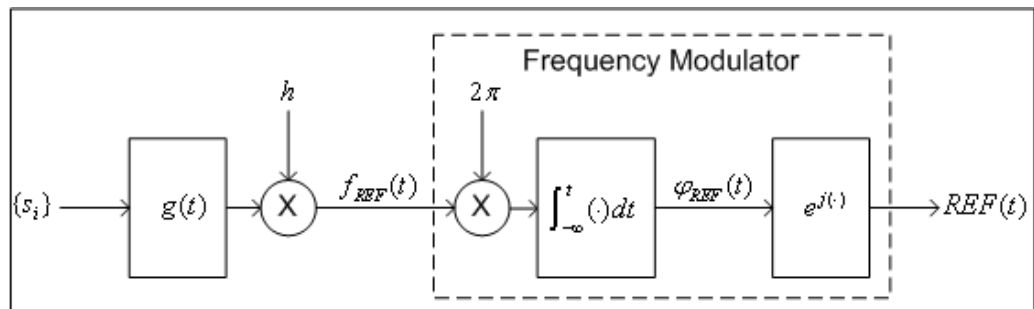 Frequency Modulator
h
2π
{s_i}
g(t)
X
f_REF(t)
X
∫_{-∞}^{t}(·)dt
φ_REF(t)
e^{j(·)}
REF(t)